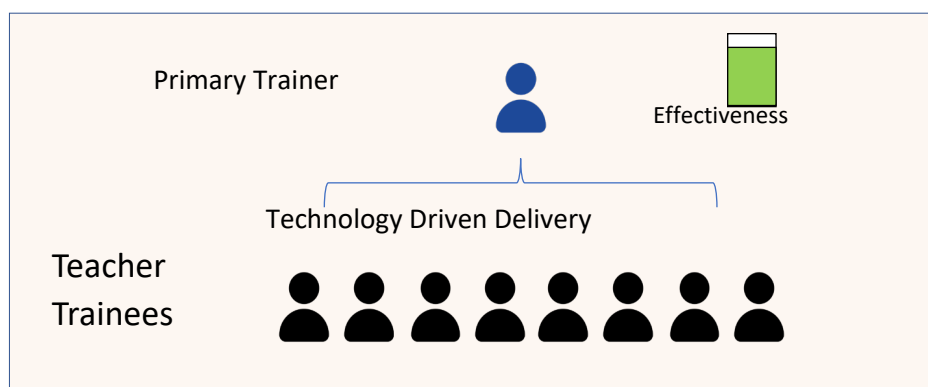 Primary Trainer
Effectiveness
Technology Driven Delivery
Teacher
Trainees